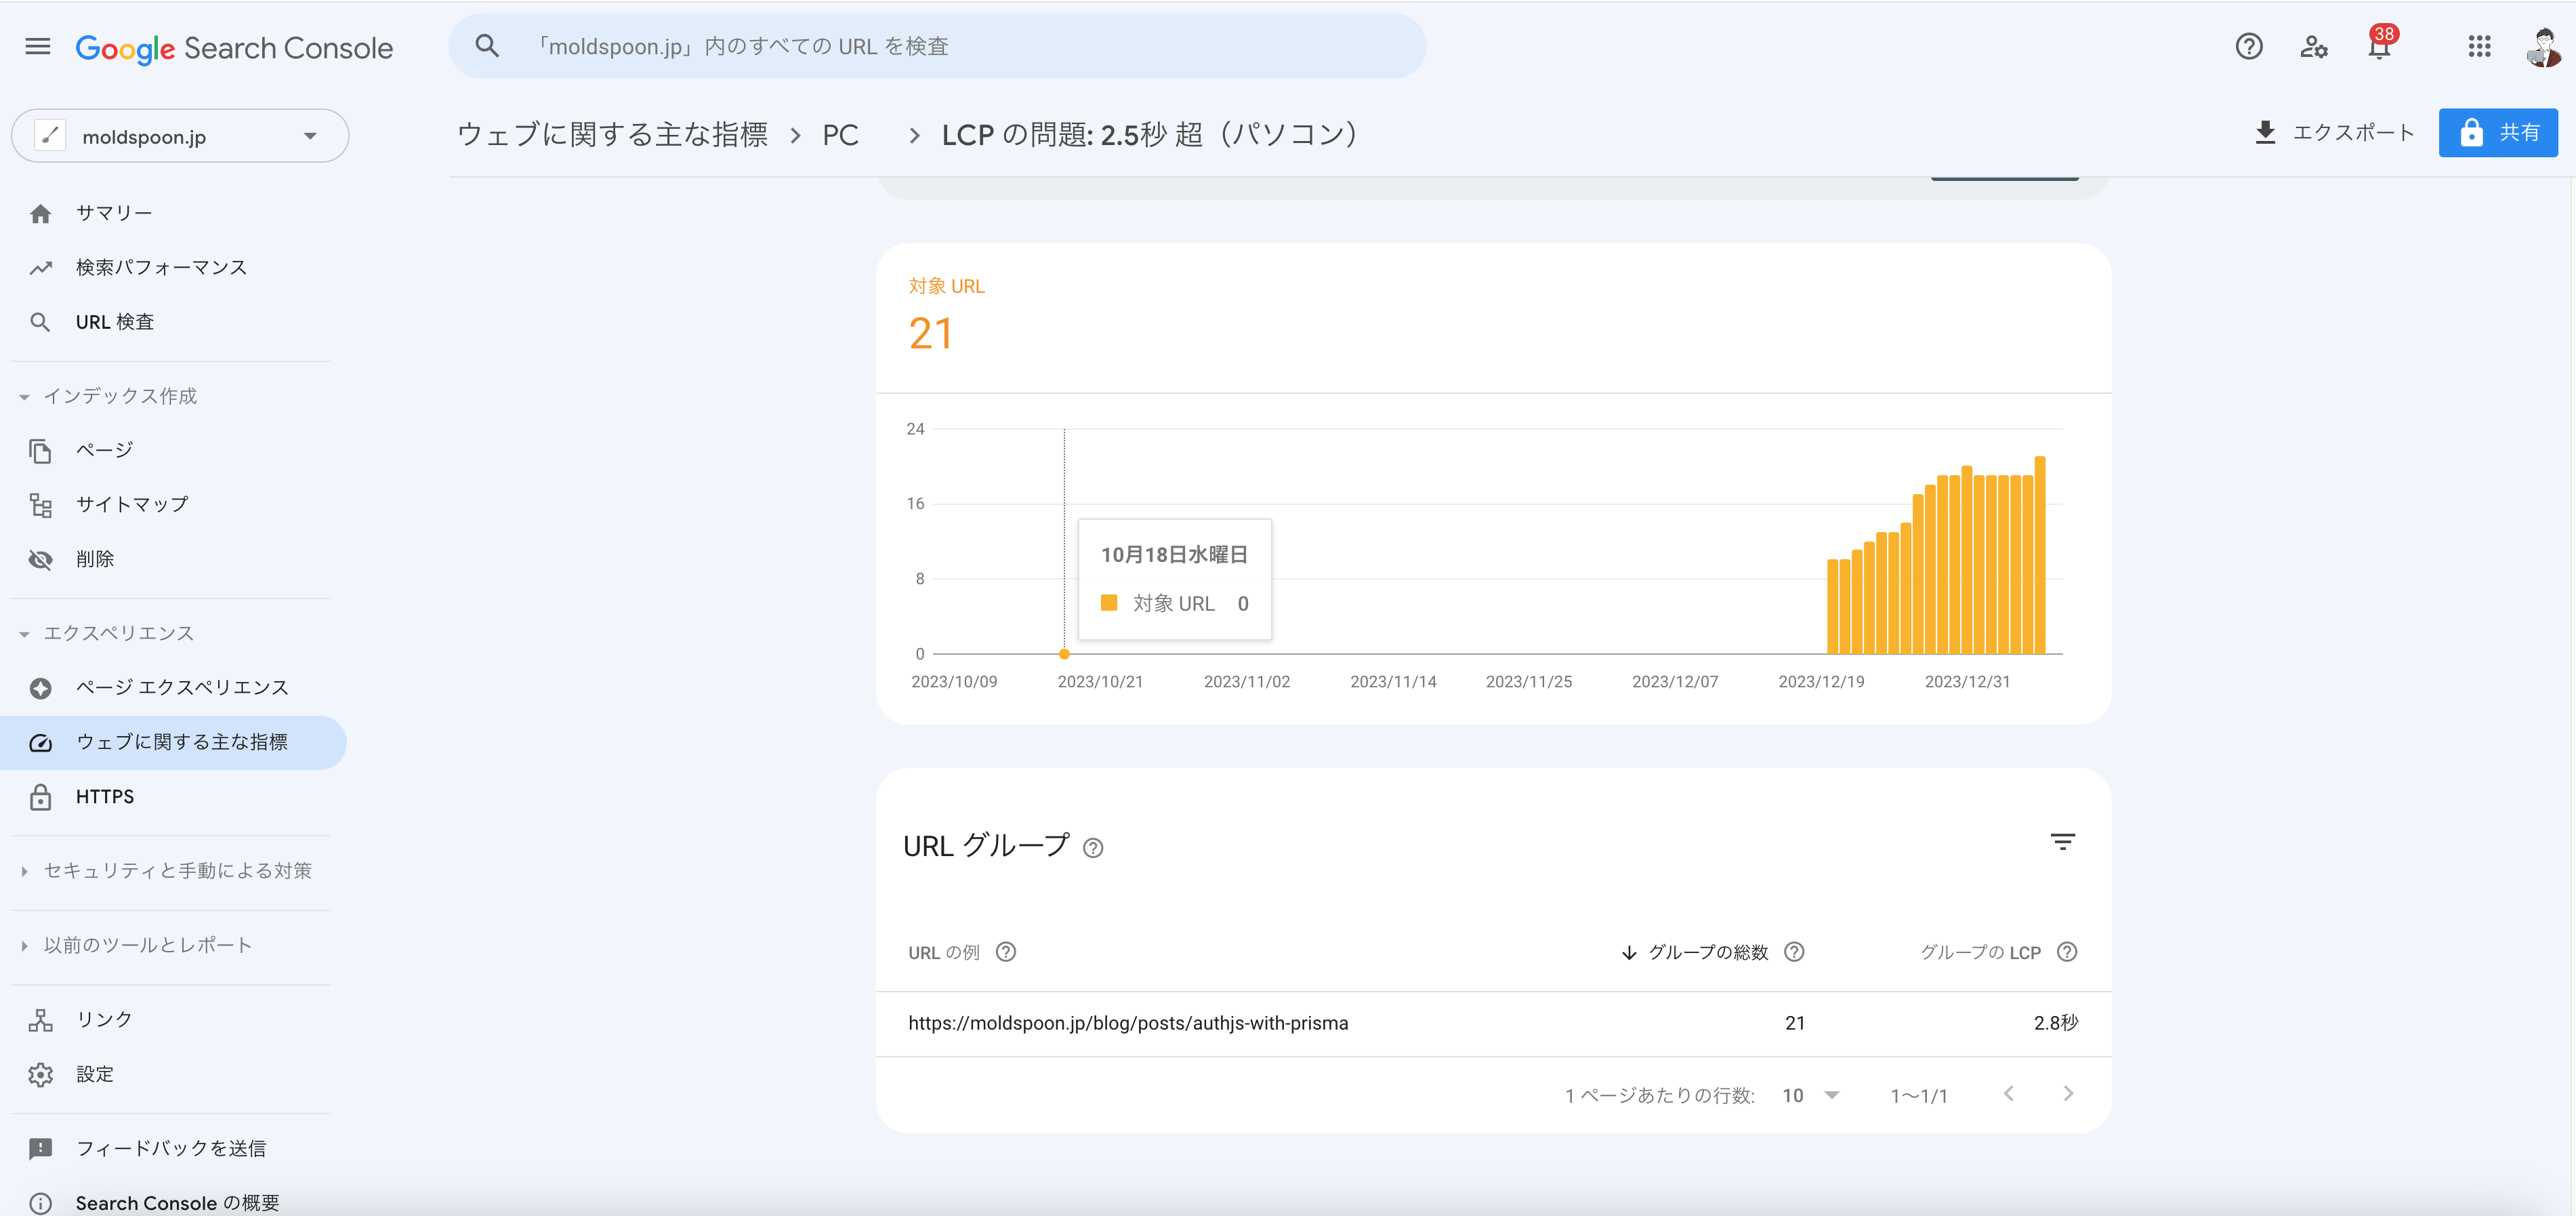 Google Search Console
「moldspoon.jp」内のすべての URL を検査
38
moldspoon.jp
ウェブに関する主な指標
PC
LCP の問題: 2.5秒 超（パソコン）
エクスポート
共有
サマリー
検索パフォーマンス
URL 検査
インデックス作成
ページ
サイトマップ
削除
エクスペリエンス
ページ エクスペリエンス
ウェブに関する主な指標
HTTPS
セキュリティと手動による対策
以前のツールとレポート
リンク
設定
フィードバックを送信
Search Console の概要
対象 URL
21
24
16
8
0
10月18日水曜日
対象 URL 0
2023/10/09 2023/10/21 2023/11/02 2023/11/14 2023/11/25 2023/12/07 2023/12/19 2023/12/31
URL グループ
URL の例 グループの総数 グループの LCP
https://moldspoon.jp/blog/posts/authjs-with-prisma 21 2.8秒
1 ページあたりの行数: 10 1～1/1